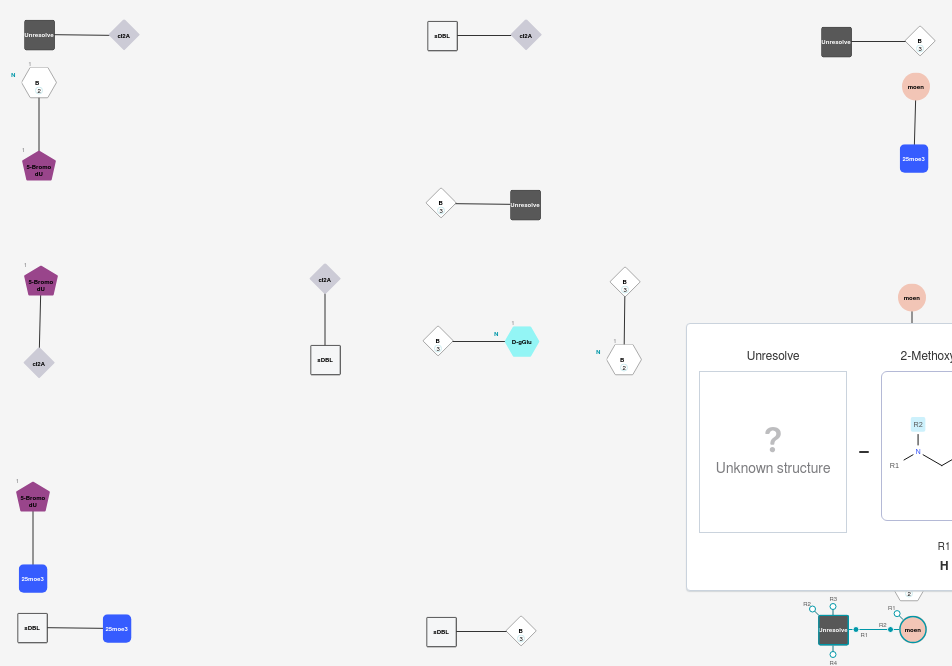 Unresolve
cl2A
sDBL
cl2A
Unresolve
B
3
N
1
B
2
moen
1
5-Bromo
dU
25moe3
B
3
Unresolve
1
5-Bromo
dU
cl2A
cl2A
sDBL
B
3
N
1
D-gGlu
B
3
N
1
B
2
moen
Unresolve
2-Methoxy
?
Unknown structure
–
R2
N
R1
R1
H
1
5-Bromo
dU
25moe3
sDBL
25moe3
sDBL
B
3
2
R2
R3
R1
Unresolve
R1
R2
moen
R4